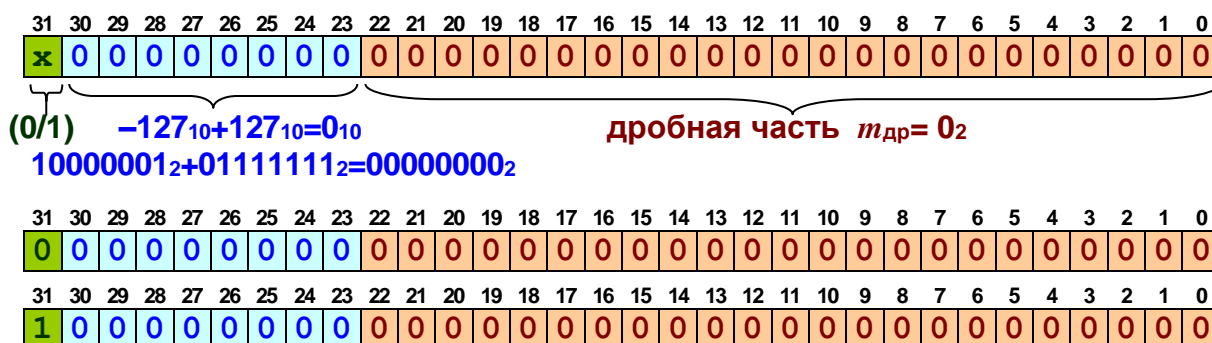 31 30 29 28 27 26 25 24 23 22 21 20 19 18 17 16 15 14 13 12 11 10 9 8 7 6 5 4 3 2 1 0
x 0 0 0 0 0 0 0 0 0 0 0 0 0 0 0 0 0 0 0 0 0 0 0 0 0 0 0 0 0 0 0
(0/1) –127₁₀+127₁₀=0₁₀ дробная часть mдр= 0₂
10000001₂+01111111₂=00000000₂
31 30 29 28 27 26 25 24 23 22 21 20 19 18 17 16 15 14 13 12 11 10 9 8 7 6 5 4 3 2 1 0
0 0 0 0 0 0 0 0 0 0 0 0 0 0 0 0 0 0 0 0 0 0 0 0 0 0 0 0 0 0 0 0
31 30 29 28 27 26 25 24 23 22 21 20 19 18 17 16 15 14 13 12 11 10 9 8 7 6 5 4 3 2 1 0
1 0 0 0 0 0 0 0 0 0 0 0 0 0 0 0 0 0 0 0 0 0 0 0 0 0 0 0 0 0 0 0